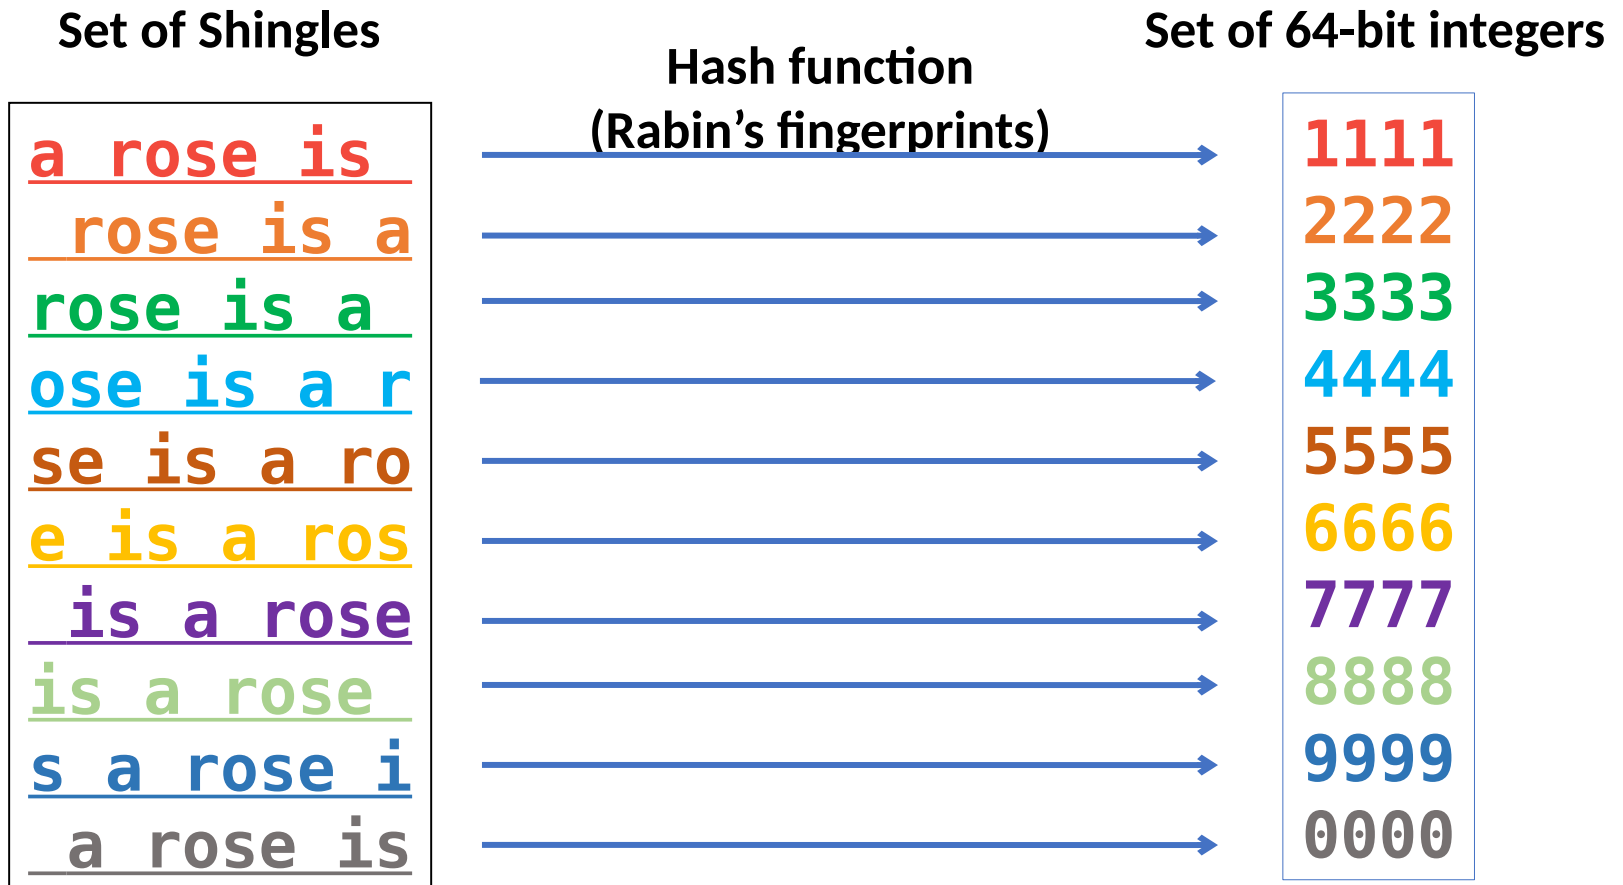 Set of Shingles
Hash function
(Rabin’s fingerprints)
Set of 64-bit integers
a rose is
rose is a
rose is a
ose is a r
se is a ro
e is a ros
is a rose
is a rose
s a rose i
a rose is
1111
2222
3333
4444
5555
6666
7777
8888
9999
0000